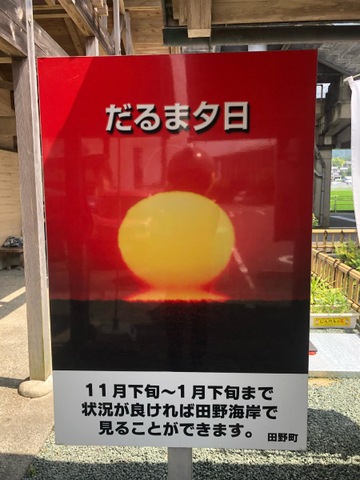 だるま夕日
11月下旬～1月下旬まで
状況が良ければ田野海岸で
見ることができます。
田野町